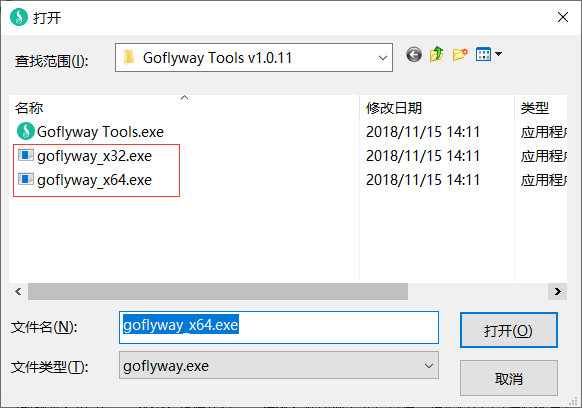 打开
查找范围(I):
Goflyway Tools v1.0.11
名称 修改日期 类型
Goflyway Tools.exe 2018/11/15 14:11 应用程
goflyway_x32.exe 2018/11/15 14:11 应用程
goflyway_x64.exe 2018/11/15 14:11 应用程
文件名(N):
goflyway_x64.exe
打开(O)
文件类型(T):
goflyway.exe
取消